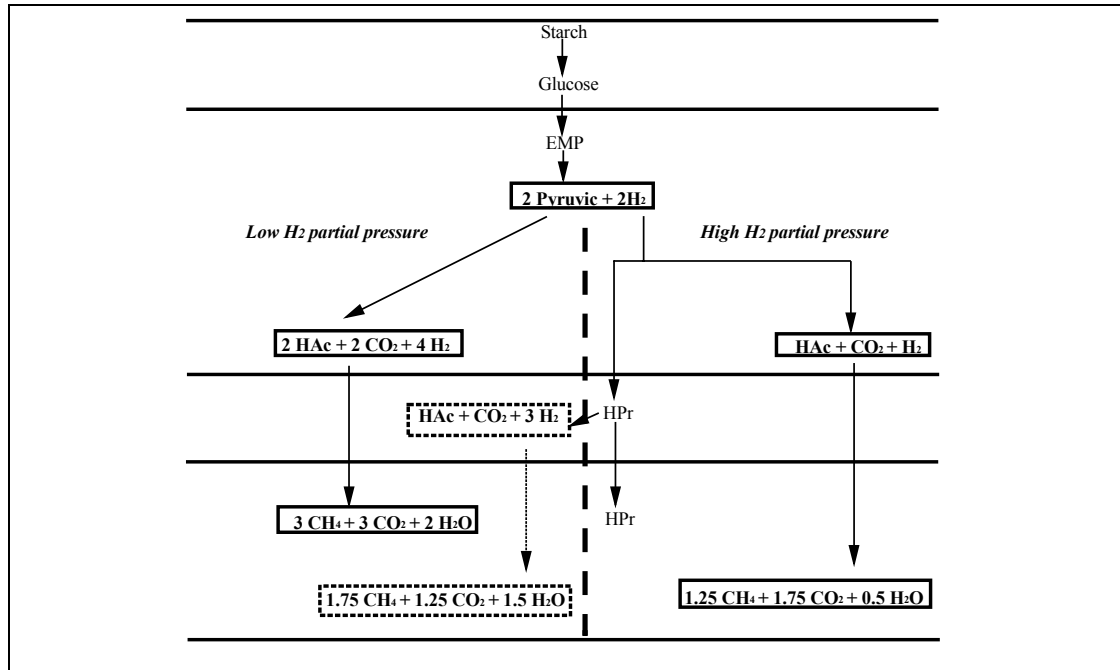 Starch
Glucose
EMP
2 Pyruvic + 2H₂
Low H₂ partial pressure
High H₂ partial pressure
2 HAc + 2 CO₂ + 4 H₂
HAc + CO₂ + H₂
HAc + CO₂ + 3 H₂
HPr
3 CH₄ + 3 CO₂ + 2 H₂O
HPr
1.75 CH₄ + 1.25 CO₂ + 1.5 H₂O
1.25 CH₄ + 1.75 CO₂ + 0.5 H₂O